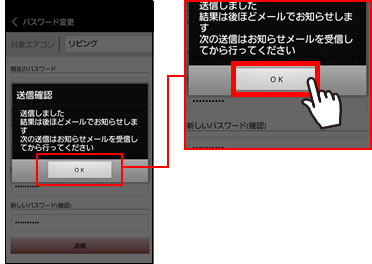 パスワード変更
対象エアコン リビング
現在のパスワード
送信確認
送信しました
結果は後ほどメールでお知らせしま
す
次の送信はお知らせメールを受信し
てから行ってください
OK
••••••••••
新しいパスワード(確認)
••••••••••
送信
送信しました
結果は後ほどメールでお知らせしま
す
次の送信はお知らせメールを受信し
てから行ってください
OK
••••••••••
新しいパスワード(確認)
••••••••••